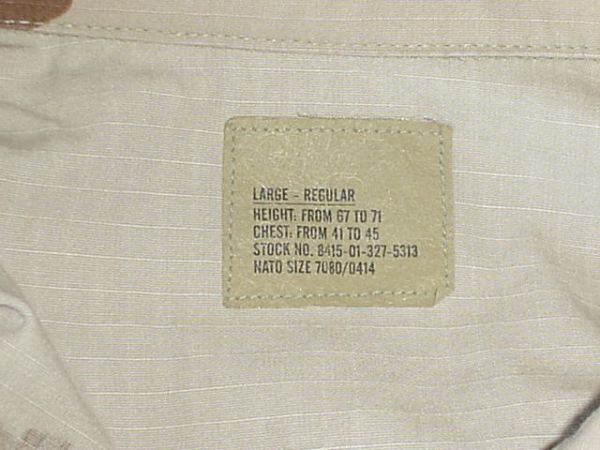 LARGE - REGULAR
HEIGHT: FROM 67 TO 71
CHEST: FROM 41 TO 45
STOCK NO. 8415-01-327-5313
NATO SIZE 7080/0414